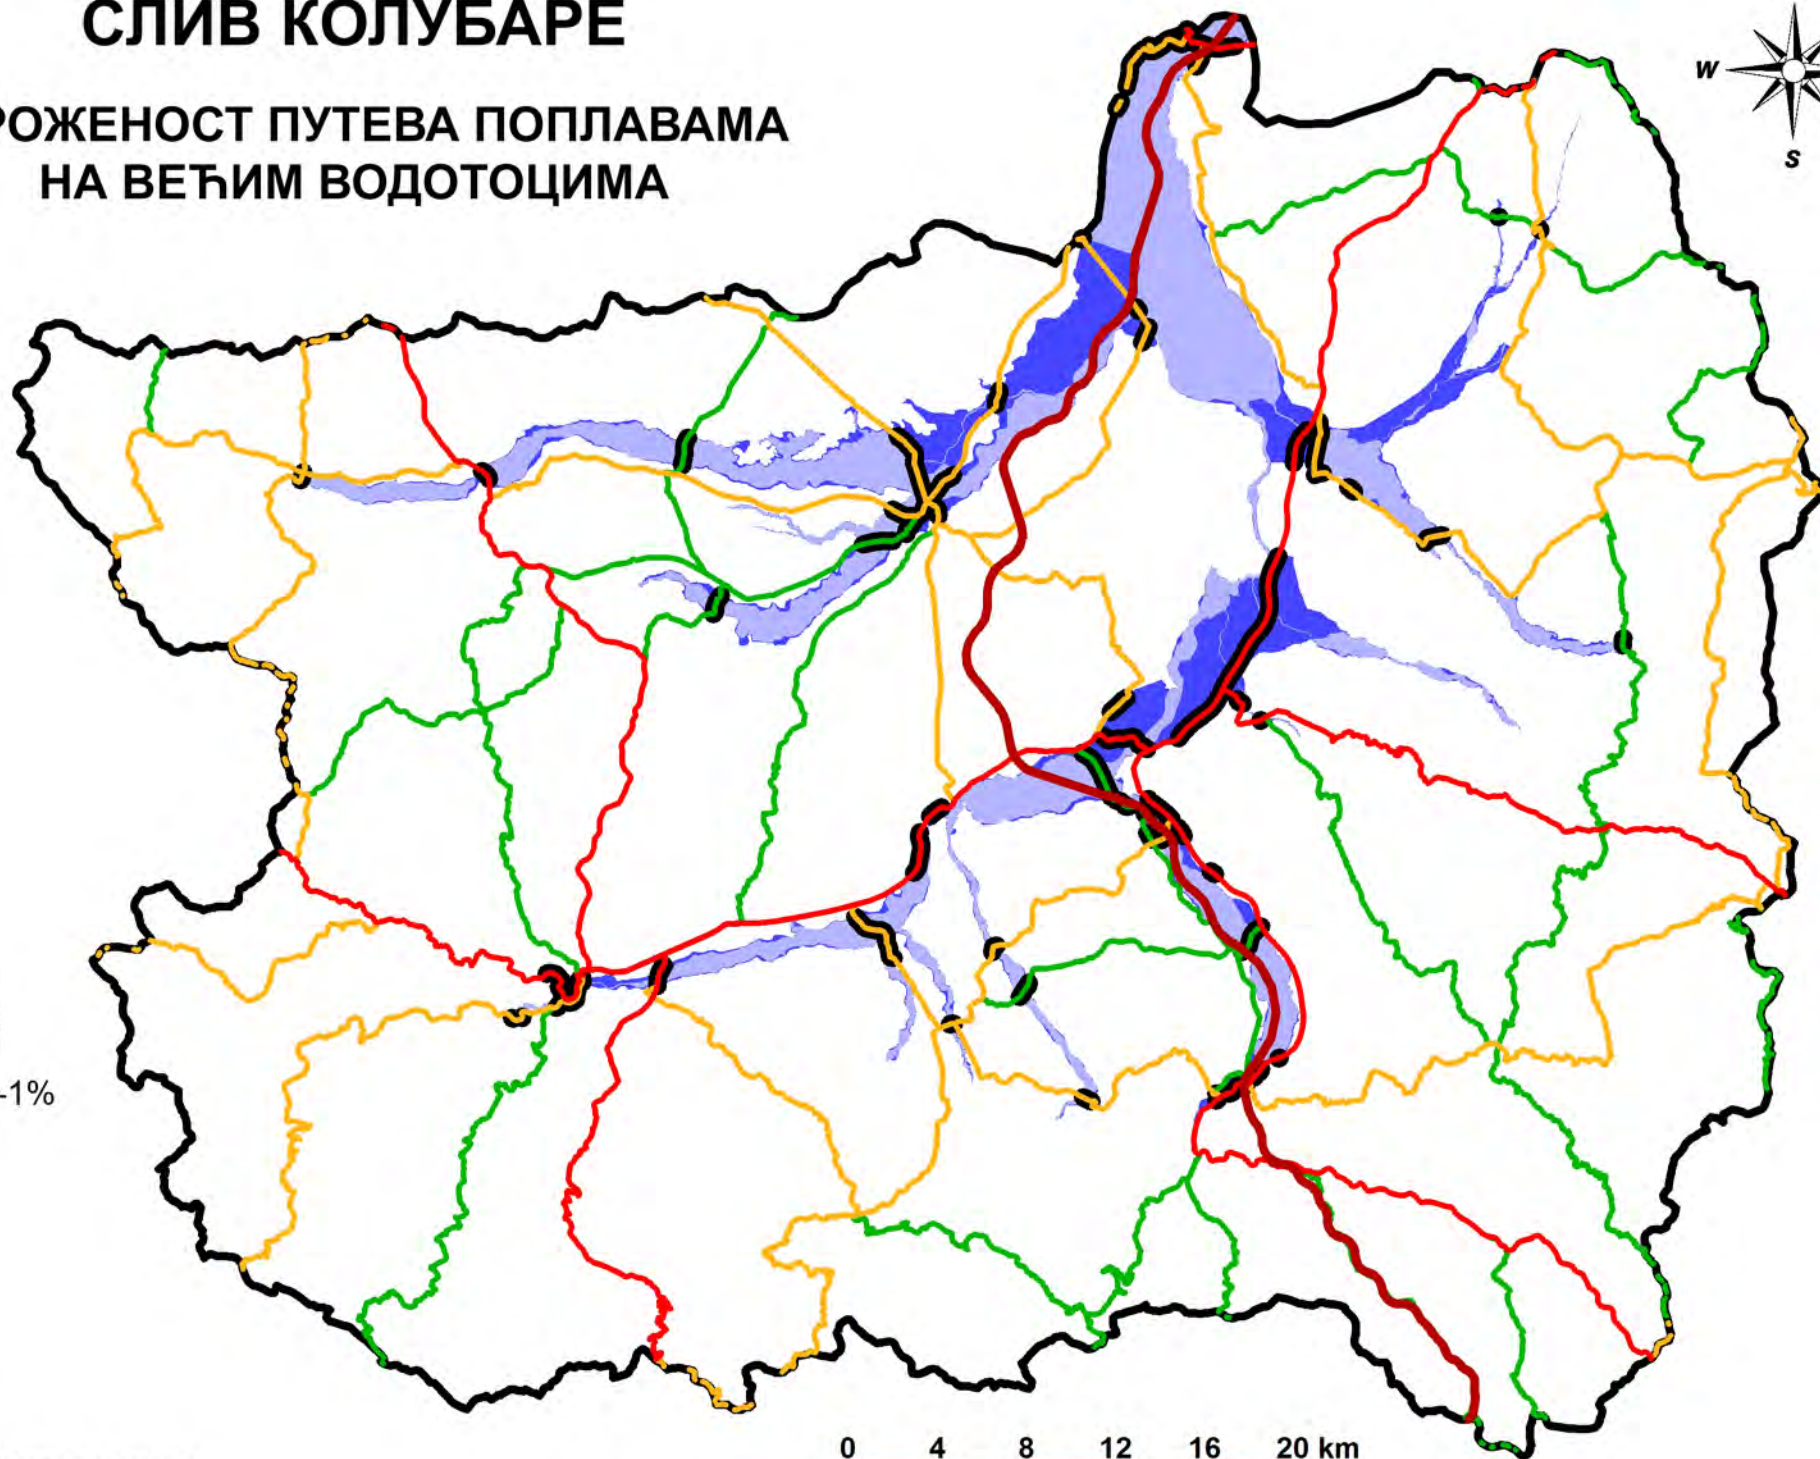 СЛИВ КОЛУБАРЕ
РОЖЕНОСТ ПУТЕВА ПОПЛАВАМА
НА ВЕЋИМ ВОДОТОЦИМА
W
S
-1%
0 4 8 12 16 20 km